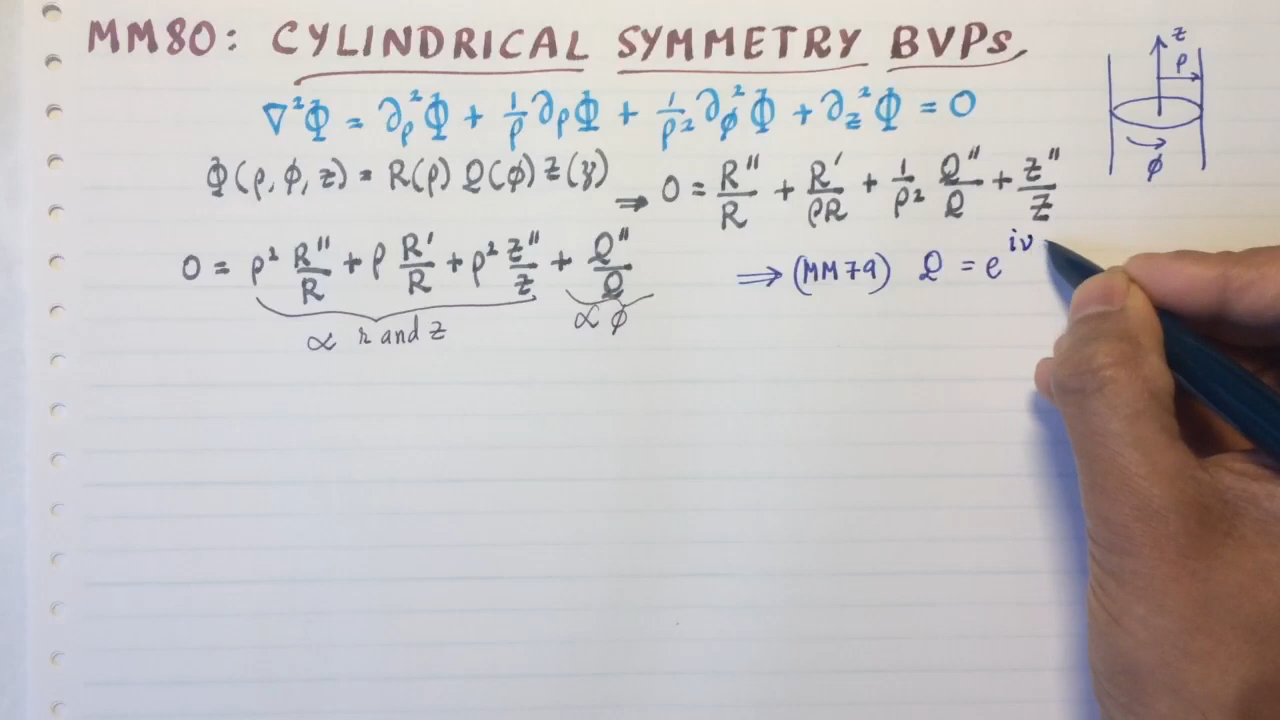 MM80: CYLINDRICAL SYMMETRY BVPs
∇²Φ = ∂ρ²Φ + 1/ρ ∂ρΦ + 1/ρ² ∂ϕ²Φ + ∂z²Φ = 0
Φ(ρ, ϕ, z) = R(ρ) Q(ϕ) Z(z) ⇒ 0 = R''/R + R'/ρR + 1/ρ² Q''/Q + Z''/Z
0 = ρ² R''/R + ρ R'/R + ρ² Z''/Z + Q''/Q ⇒ (MM79) Q = e^iν
∝ r and z ∝ ϕ
z
ρ
ϕ